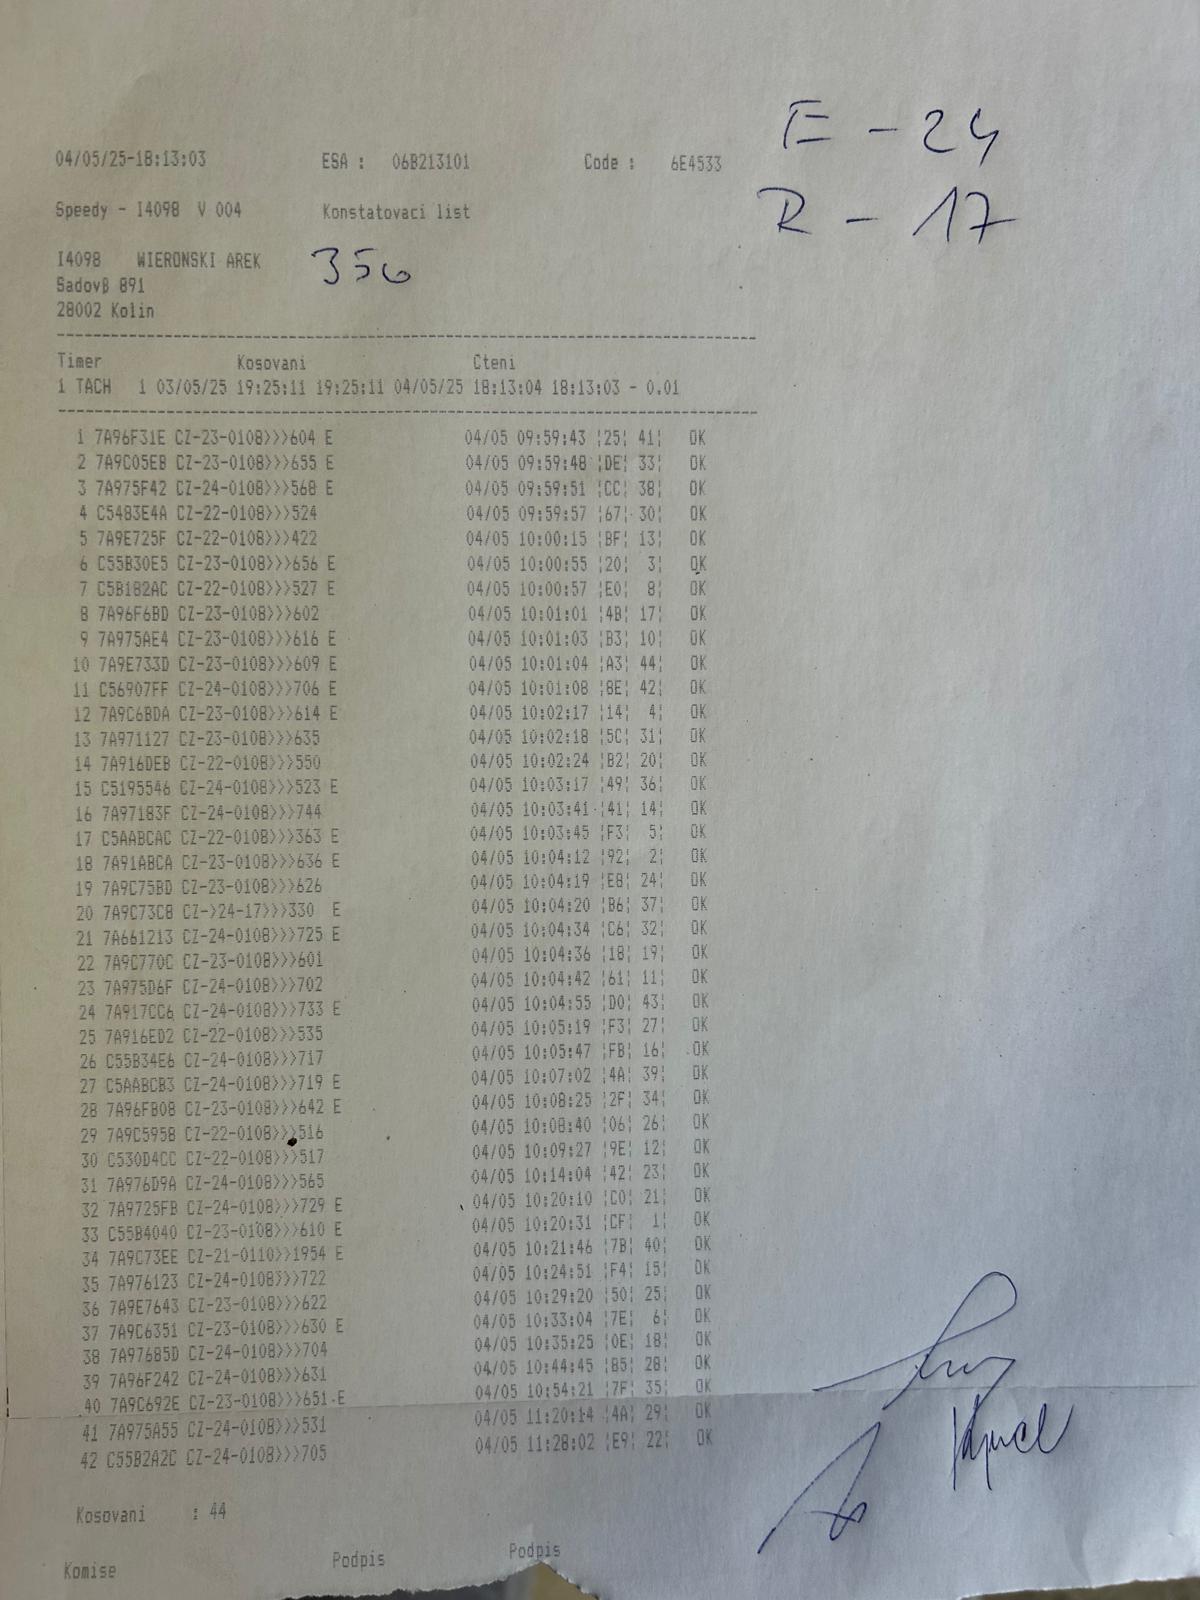 E - 24
04/05/25-18:13:03 ESA : 06B213101 Code : 6E4533
R - 17
Speedy - I4098 V 004 Konstatovaci list
I4098 WIERONSKI AREK 356
Sadovß 891
28002 Kolin
Timer Kosovani Cteni
1 TACH 1 03/05/25 19:25:11 19:25:11 04/05/25 18:13:04 18:13:03 - 0.01
1 7A96F31E CZ-23-0108>>>604 E 04/05 09:59:43 ¦25¦ 41¦ OK
2 7A9C05EB CZ-23-0108>>>655 E 04/05 09:59:48 ¦DE¦ 33¦ OK
3 7A975F42 CZ-24-0108>>>568 E 04/05 09:59:51 ¦CC¦ 38¦ OK
4 C5483E4A CZ-22-0108>>>524 04/05 09:59:57 ¦67¦ 30¦ OK
5 7A9E725F CZ-22-0108>>>422 04/05 10:00:15 ¦BF¦ 13¦ OK
6 C55B30E5 CZ-23-0108>>>656 E 04/05 10:00:55 ¦20¦ 3¦ OK
7 C5B182AC CZ-22-0108>>>527 E 04/05 10:00:57 ¦E0¦ 8¦ OK
8 7A96F6BD CZ-23-0108>>>602 04/05 10:01:01 ¦4B¦ 17¦ OK
9 7A975AE4 CZ-23-0108>>>616 E 04/05 10:01:03 ¦B3¦ 10¦ OK
10 7A9E733D CZ-23-0108>>>609 E 04/05 10:01:04 ¦A3¦ 44¦ OK
11 C56907FF CZ-24-0108>>>706 E 04/05 10:01:08 ¦8E¦ 42¦ OK
12 7A9C6BDA CZ-23-0108>>>614 E 04/05 10:02:17 ¦14¦ 4¦ OK
13 7A971127 CZ-23-0108>>>635 04/05 10:02:18 ¦5C¦ 31¦ OK
14 7A916DEB CZ-22-0108>>>550 04/05 10:02:24 ¦B2¦ 20¦ OK
15 C5195546 CZ-24-0108>>>523 E 04/05 10:03:17 ¦49¦ 36¦ OK
16 7A97183F CZ-24-0108>>>744 04/05 10:03:41 ¦41¦ 14¦ OK
17 C5AABCAC CZ-22-0108>>>363 E 04/05 10:03:45 ¦F3¦ 5¦ OK
18 7A91ABCA CZ-23-0108>>>636 E 04/05 10:04:12 ¦92¦ 2¦ OK
19 7A9C75BD CZ-23-0108>>>626 04/05 10:04:19 ¦E8¦ 24¦ OK
20 7A9C73C8 CZ->24-17>>>330 E 04/05 10:04:20 ¦B6¦ 37¦ OK
21 7A661213 CZ-24-0108>>>725 E 04/05 10:04:34 ¦C6¦ 32¦ OK
22 7A9C770C CZ-23-0108>>>601 04/05 10:04:36 ¦18¦ 19¦ OK
23 7A975D6F CZ-24-0108>>>702 04/05 10:04:42 ¦61¦ 11¦ OK
24 7A917CC6 CZ-24-0108>>>733 E 04/05 10:04:55 ¦D0¦ 43¦ OK
25 7A916ED2 CZ-22-0108>>>535 04/05 10:05:19 ¦F3¦ 27¦ OK
26 C55B34E6 CZ-24-0108>>>717 04/05 10:05:47 ¦FB¦ 16¦ OK
27 C5AABCB3 CZ-24-0108>>>719 E 04/05 10:07:02 ¦4A¦ 39¦ OK
28 7A96FB08 CZ-23-0108>>>642 E 04/05 10:08:25 ¦2F¦ 34¦ OK
29 7A9C5958 CZ-22-0108>>>516 04/05 10:08:40 ¦06¦ 26¦ OK
30 C530D4CC CZ-22-0108>>>517 04/05 10:09:27 ¦9E¦ 12¦ OK
31 7A976D9A CZ-24-0108>>>565 04/05 10:14:04 ¦42¦ 23¦ OK
32 7A9725FB CZ-24-0108>>>729 E 04/05 10:20:10 ¦C0¦ 21¦ OK
33 C55B4040 CZ-23-0108>>>610 E 04/05 10:20:31 ¦CF¦ 1¦ OK
34 7A9C73EE CZ-21-0110>>1954 E 04/05 10:21:46 ¦7B¦ 40¦ OK
35 7A976123 CZ-24-0108>>>722 04/05 10:24:51 ¦F4¦ 15¦ OK
36 7A9E7643 CZ-23-0108>>>622 04/05 10:29:20 ¦50¦ 25¦ OK
37 7A9C6351 CZ-23-0108>>>630 E 04/05 10:33:04 ¦7E¦ 6¦ OK
38 7A97685D CZ-24-0108>>>704 04/05 10:35:25 ¦0E¦ 18¦ OK
39 7A96F242 CZ-24-0108>>>631 04/05 10:44:45 ¦85¦ 28¦ OK
40 7A9C692E CZ-23-0108>>>651 E 04/05 10:54:21 ¦7F¦ 35¦ OK
41 7A975A55 CZ-24-0108>>>531 04/05 11:20:14 ¦4A¦ 29¦ OK
42 C55B2A2C CZ-24-0108>>>705 04/05 11:28:02 ¦E9¦ 22¦ OK
Kosovani : 44
Komise Podpis Podpis